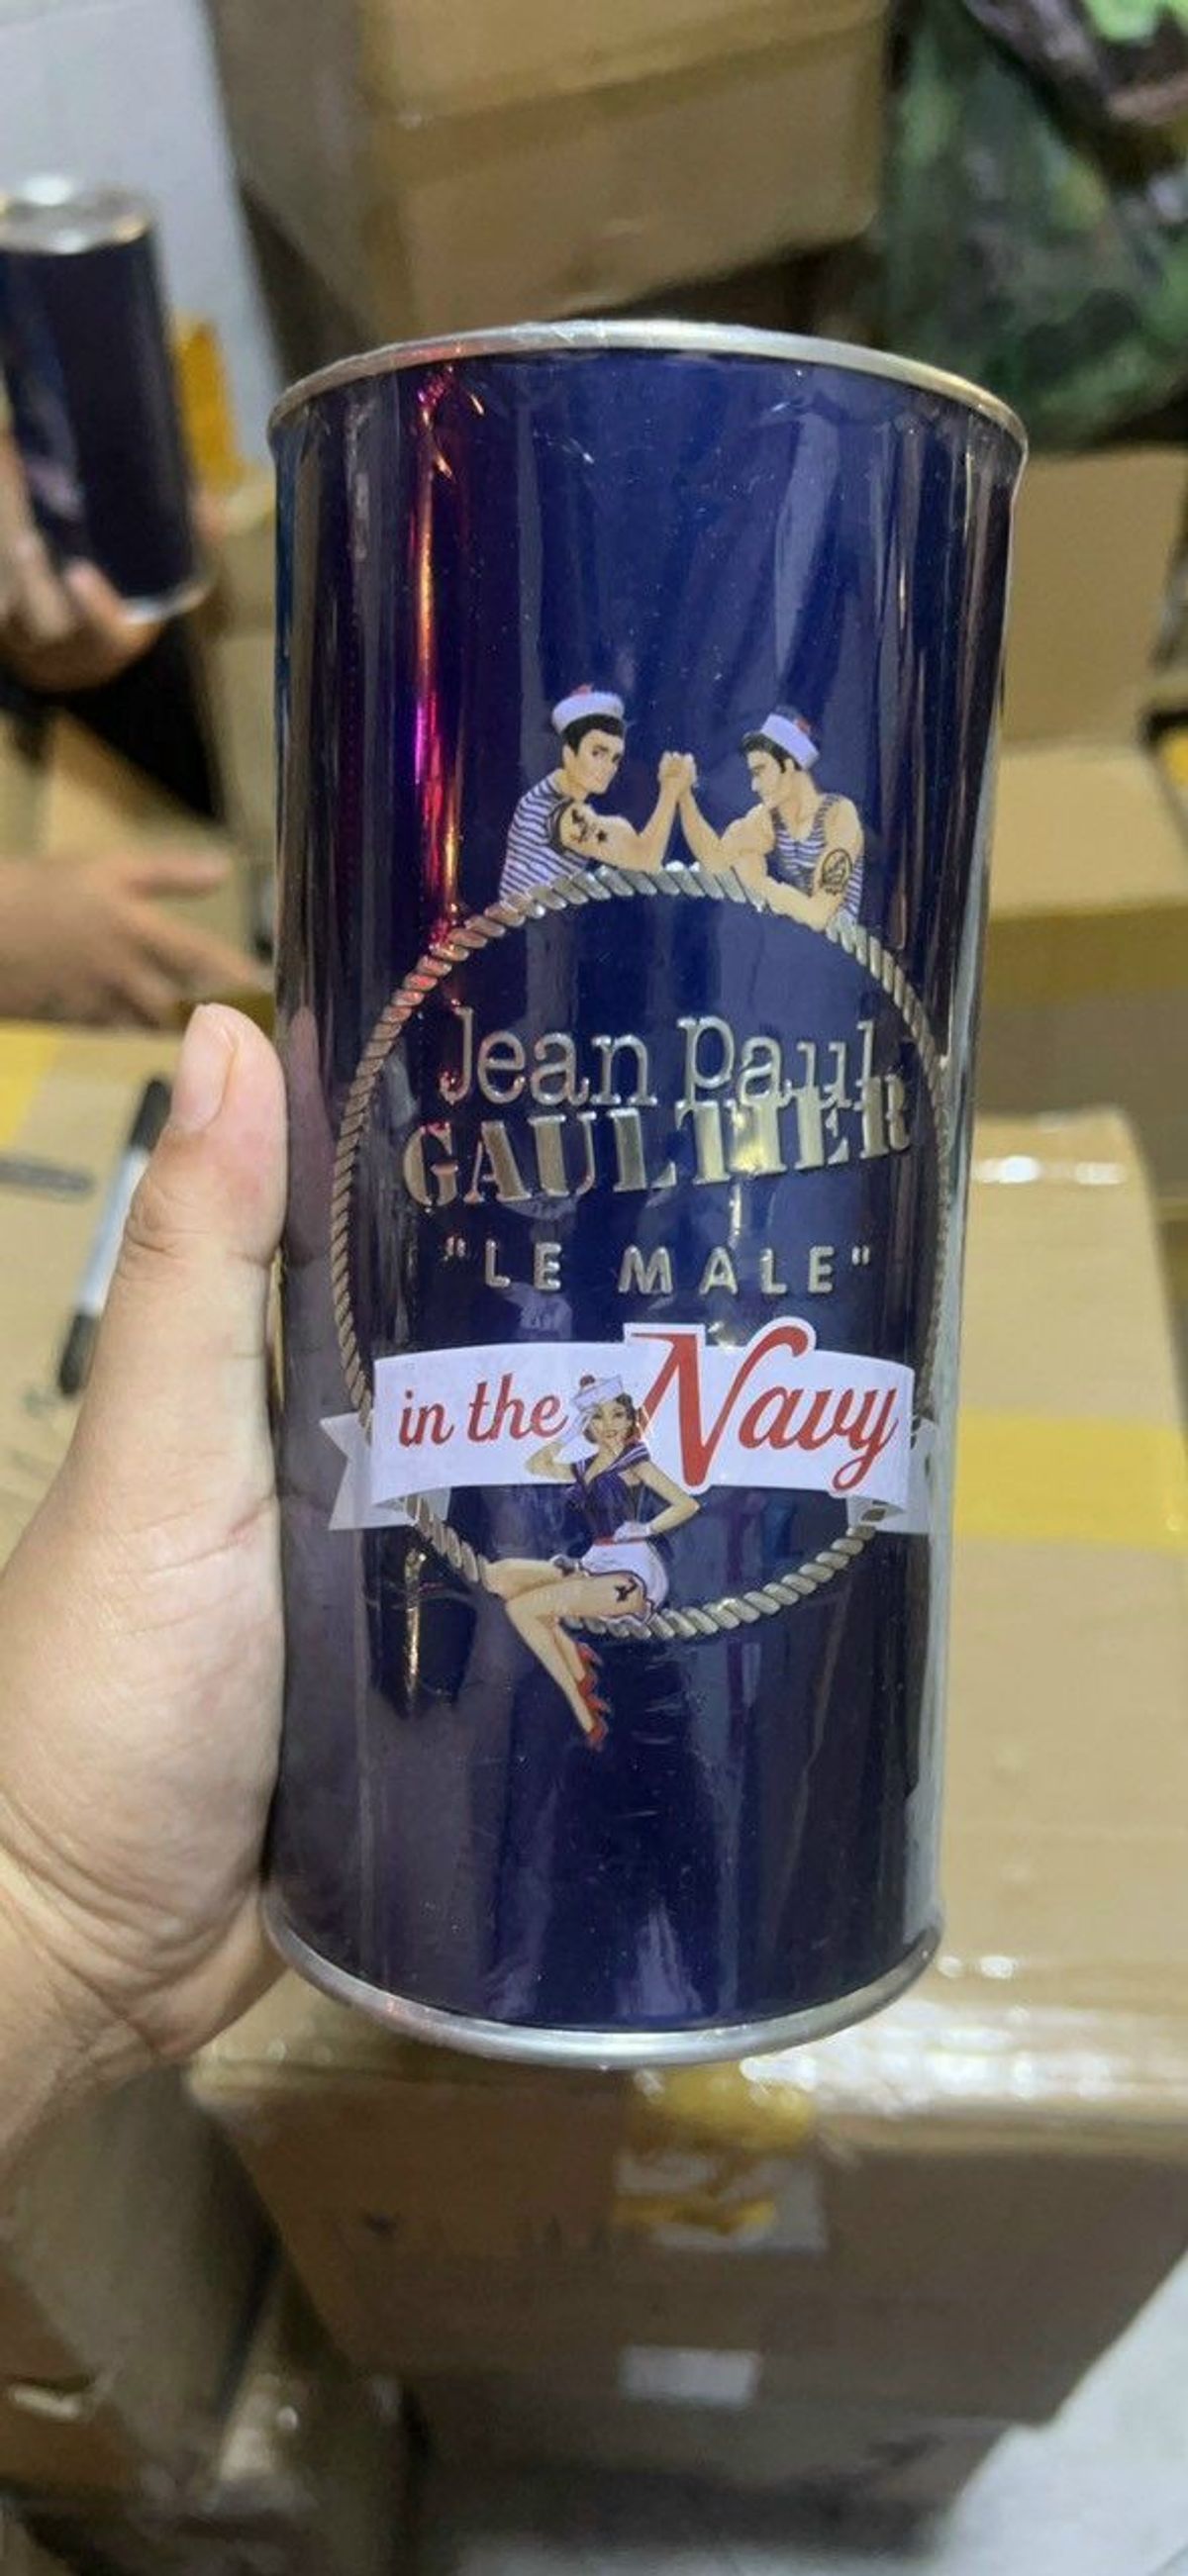 Jean Paul
GAULTIER
"LE MALE"
in the Navy